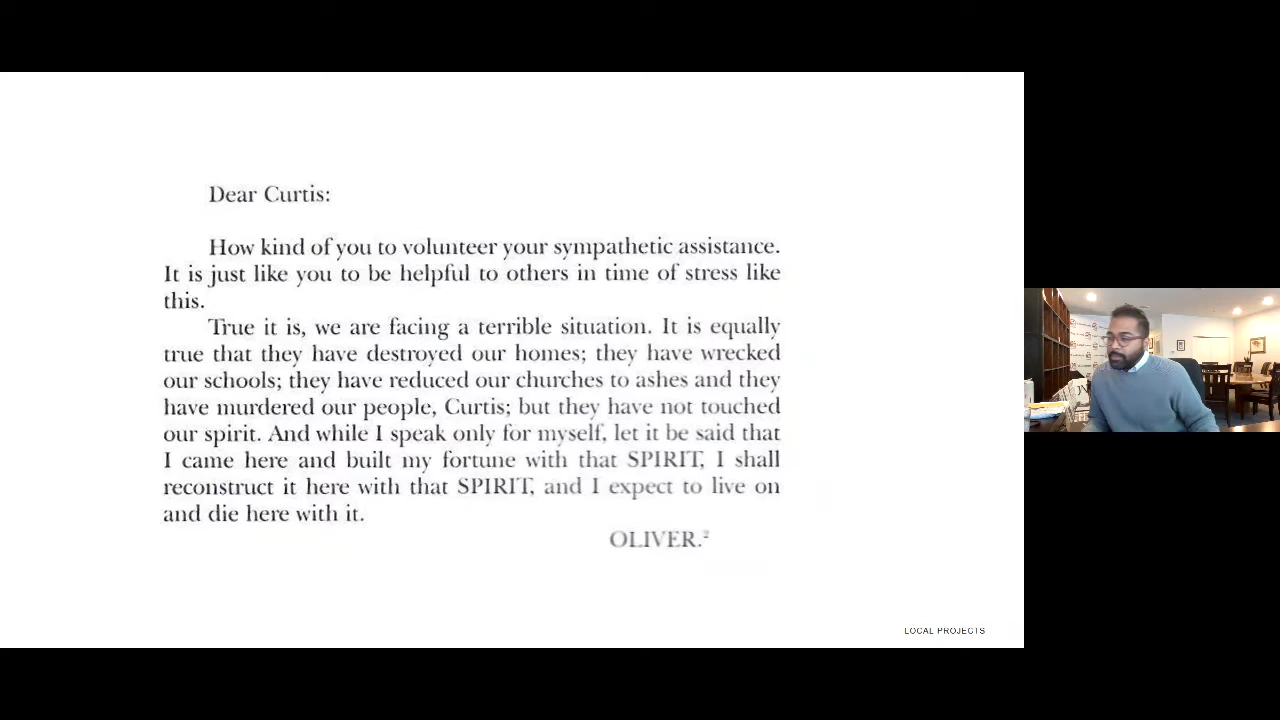 Dear Curtis:
How kind of you to volunteer your sympathetic assistance.
It is just like you to be helpful to others in time of stress like
this.
True it is, we are facing a terrible situation. It is equally
true that they have destroyed our homes; they have wrecked
our schools; they have reduced our churches to ashes and they
have murdered our people, Curtis; but they have not touched
our spirit. And while I speak only for myself, let it be said that
I came here and built my fortune with that SPIRIT, I shall
reconstruct it here with that SPIRIT, and I expect to live on
and die here with it.
OLIVER.²
LOCAL PROJECTS